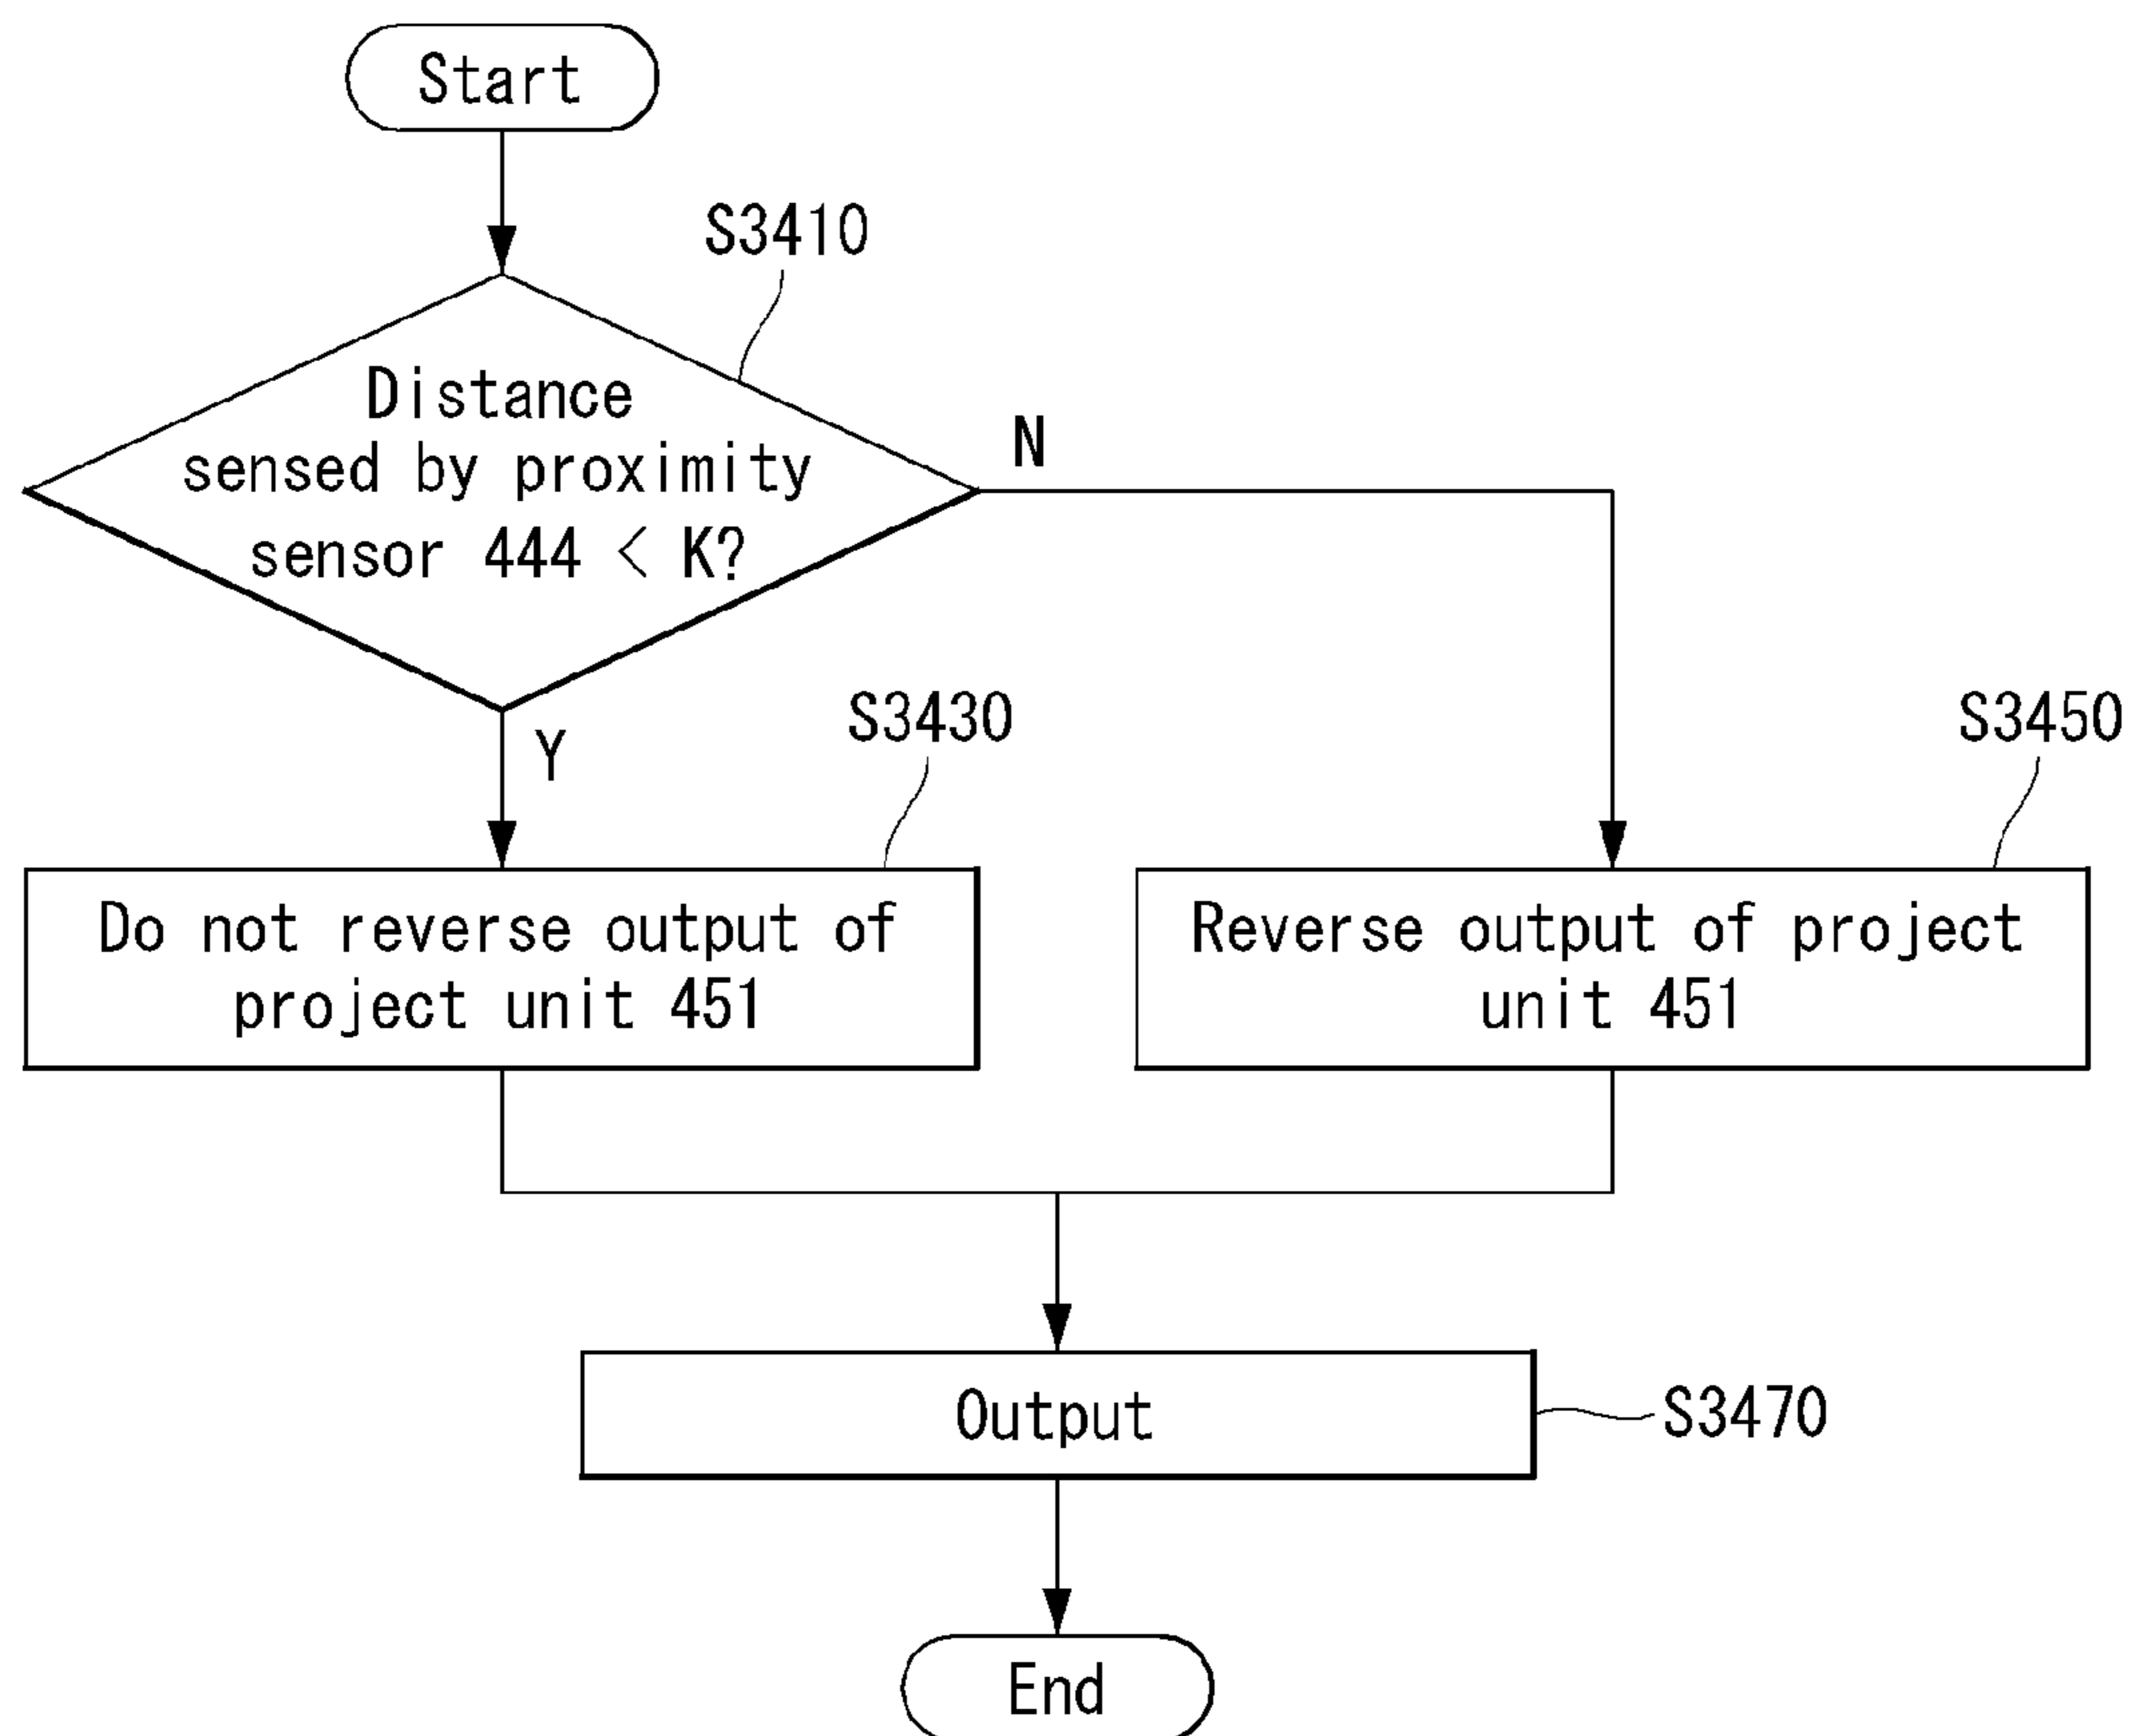 Start
S3410
Distance
sensed by proximity
sensor 444 < K?
N
Y
S3430
S3450
Do not reverse output of
project unit 451
Reverse output of project
unit 451
Output
S3470
End